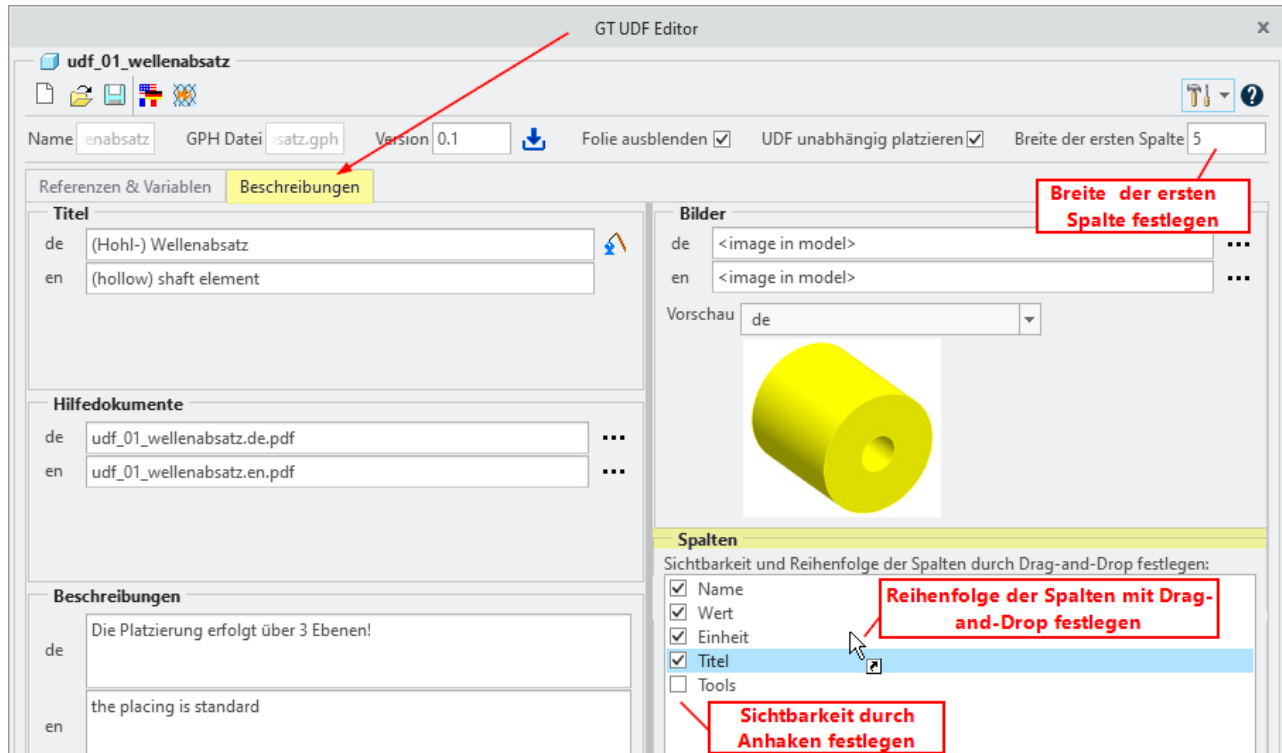 GT UDF Editor
udf_01_wellenabsatz
Name enabsatz GPH Datei satz.gph Version 0.1 Folie ausblenden UDF unabhängig platzieren Breite der ersten Spalte 5
Breite der ersten
Spalte festlegen
Referenzen & Variablen Beschreibungen
Titel
de (Hohl-) Wellenabsatz
en (hollow) shaft element
Hilfedokumente
de udf_01_wellenabsatz.de.pdf
en udf_01_wellenabsatz.en.pdf
Beschreibungen
de Die Platzierung erfolgt über 3 Ebenen!
en the placing is standard
Bilder
de <image in model>
en <image in model>
Vorschau de
Spalten
Sichtbarkeit und Reihenfolge der Spalten durch Drag-and-Drop festlegen:
Name
Wert
Einheit
Titel
Tools
Reihenfolge der Spalten mit Drag-
and-Drop festlegen
Sichtbarkeit durch
Anhaken festlegen